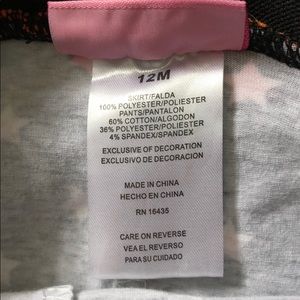 12M
SKIRT/FALDA
100% POLYESTER/POLIESTER
PANTS/PANTALON
60% COTTON/ALGODON
36% POLYESTER/POLIESTER
4% SPANDEX/SPANDEX
EXCLUSIVE OF DECORATION
EXCLUSIVO DE DECORACION
MADE IN CHINA
HECHO EN CHINA
RN 16435
CARE ON REVERSE
VEA EL REVERSO
PARA SU CUIDADO